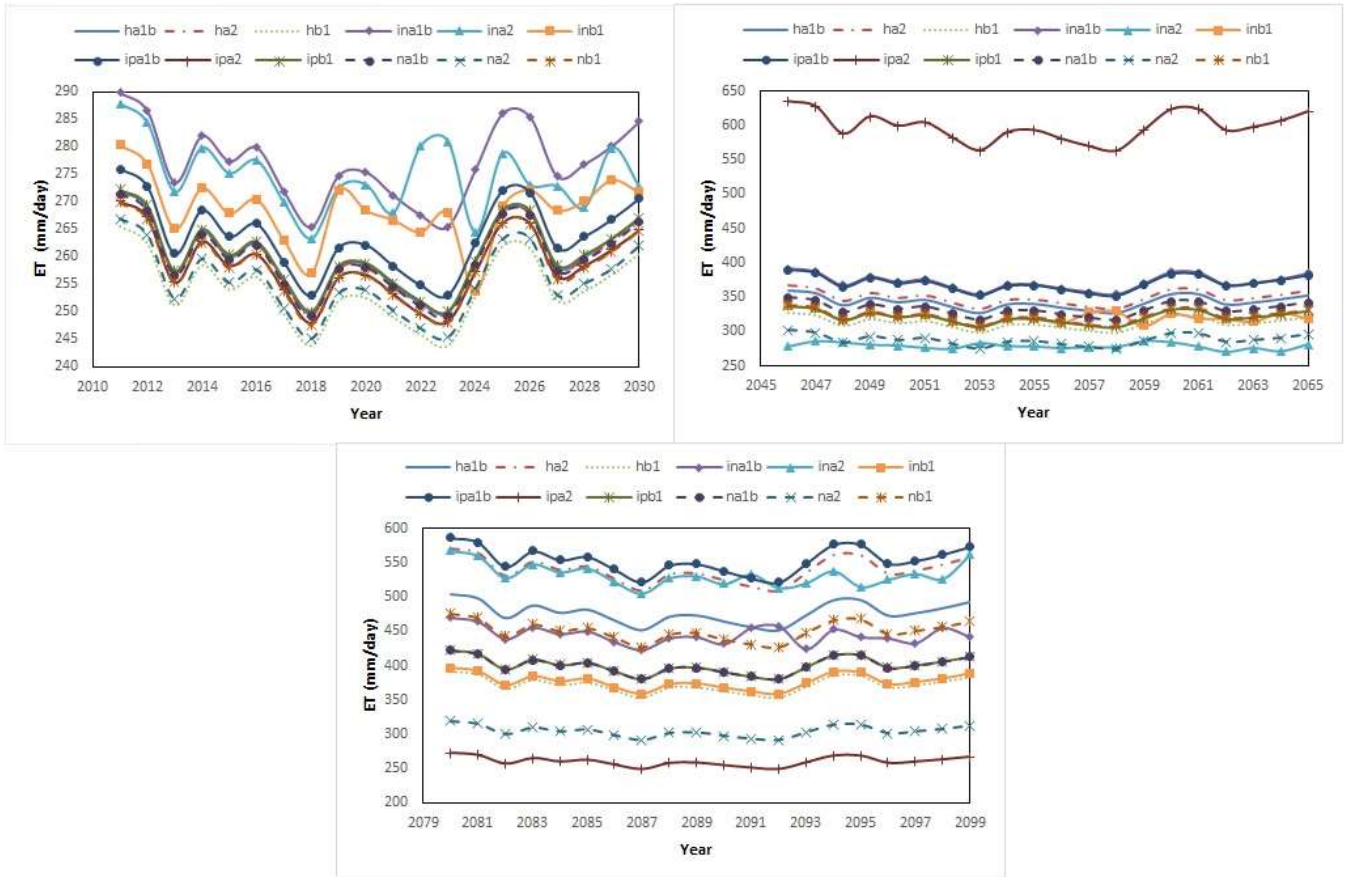 ha1b ha2 hb1 ina1b ina2 inb1
ipa1b ipa2 ipb1 na1b na2 nb1
290
285
280
275
270
265
260
255
250
245
240
ET (mm/day)
2010 2012 2014 2016 2018 2020 2022 2024 2026 2028 2030
Year
ha1b ha2 hb1 ina1b ina2 inb1
ipa1b ipa2 ipb1 na1b na2 nb1
650
600
550
500
450
400
350
300
250
ET (mm/day)
2045 2047 2049 2051 2053 2055 2057 2059 2061 2063 2065
Year
ha1b ha2 hb1 ina1b ina2 inb1
ipa1b ipa2 ipb1 na1b na2 nb1
600
550
500
450
400
350
300
250
200
ET (mm/day)
2079 2081 2083 2085 2087 2089 2091 2093 2095 2097 2099
Year